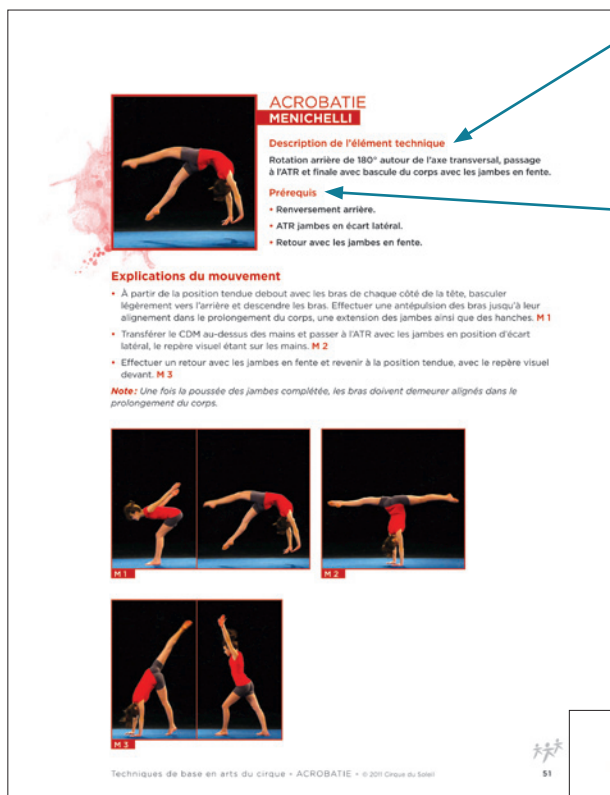 ACROBATIE
MENICHELLI
Description de l'élément technique
Rotation arrière de 180° autour de l'axe transversal, passage
à l'ATR et finale avec bascule du corps avec les jambes en fente.
Prérequis
• Renversement arrière.
• ATR jambes en écart latéral.
• Retour avec les jambes en fente.
Explications du mouvement
• À partir de la position tendue debout avec les bras de chaque côté de la tête, basculer
légèrement vers l'arrière et descendre les bras. Effectuer une antépulsion des bras jusqu'à leur
alignement dans le prolongement du corps, une extension des jambes ainsi que des hanches. M 1
• Transférer le CDM au-dessus des mains et passer à l'ATR avec les jambes en position d'écart
latéral, le repère visuel étant sur les mains. M 2
• Effectuer un retour avec les jambes en fente et revenir à la position tendue, avec le repère visuel
devant. M 3
Note : Une fois la poussée des jambes complétée, les bras doivent demeurer alignés dans le
prolongement du corps.
M 1
M 2
M 3
Techniques de base en arts du cirque • ACROBATIE • © 2011 Cirque du Soleil
51